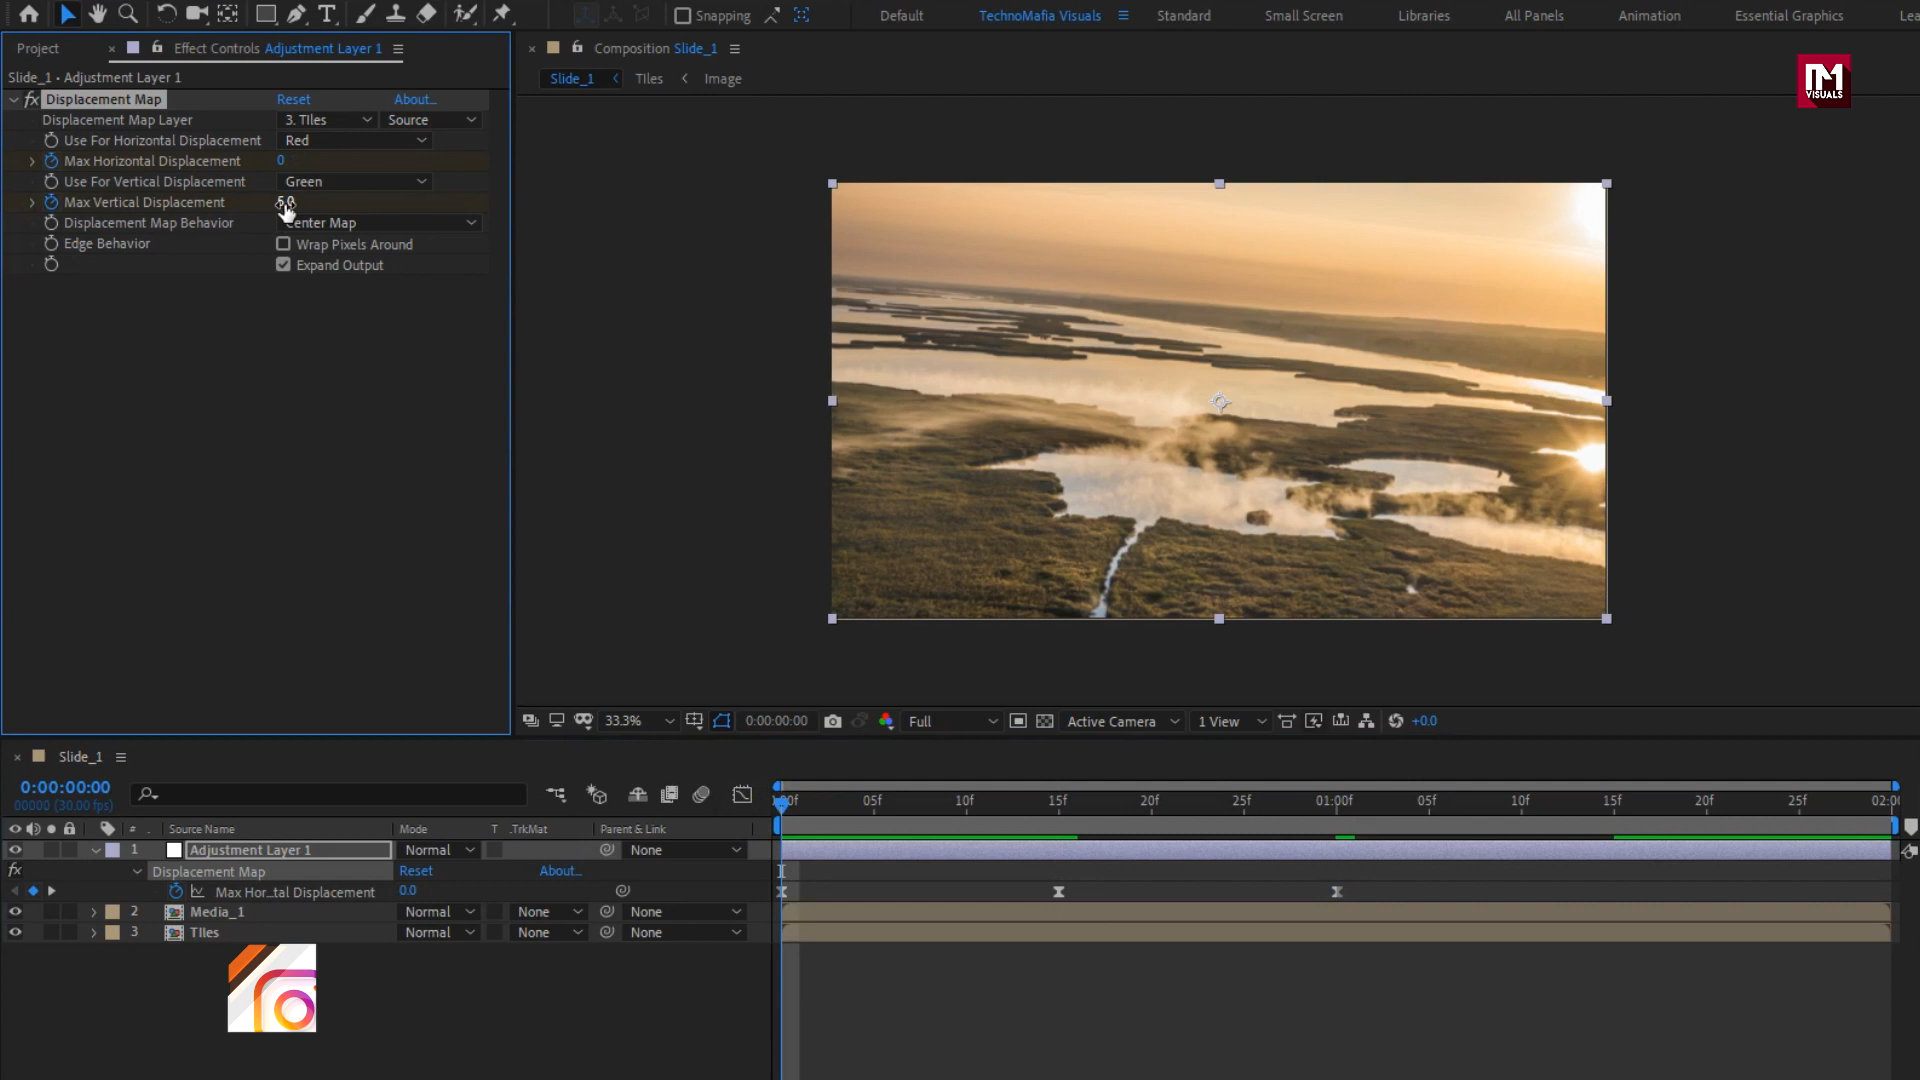 Snapping
Default
TechnoMafia Visuals
Standard
Small Screen
Libraries
All Panels
Animation
Essential Graphics
Project
Effect Controls Adjustment Layer 1
Composition Slide_1
Slide_1 • Adjustment Layer 1
Slide_1
TIles
Image
VISUALS
fx Displacement Map Reset About...
Displacement Map Layer 3. TIles Source
Use For Horizontal Displacement Red
Max Horizontal Displacement 0
Use For Vertical Displacement Green
Max Vertical Displacement
Displacement Map Behavior Center Map
Edge Behavior Wrap Pixels Around
Expand Output
33.3% 0:00:00:00 Full Active Camera 1 View +0.0
Slide_1
0:00:00:00
00000 (30.00 fps)
05f 10f 15f 20f 25f 01:00f 05f 10f 15f 20f 25f
# Source Name Mode T .TrkMat Parent & Link
1 Adjustment Layer 1 Normal None
fx Displacement Map Reset About...
Max Hor...tal Displacement 0.0
2 Media_1 Normal None None
3 TIles Normal None None